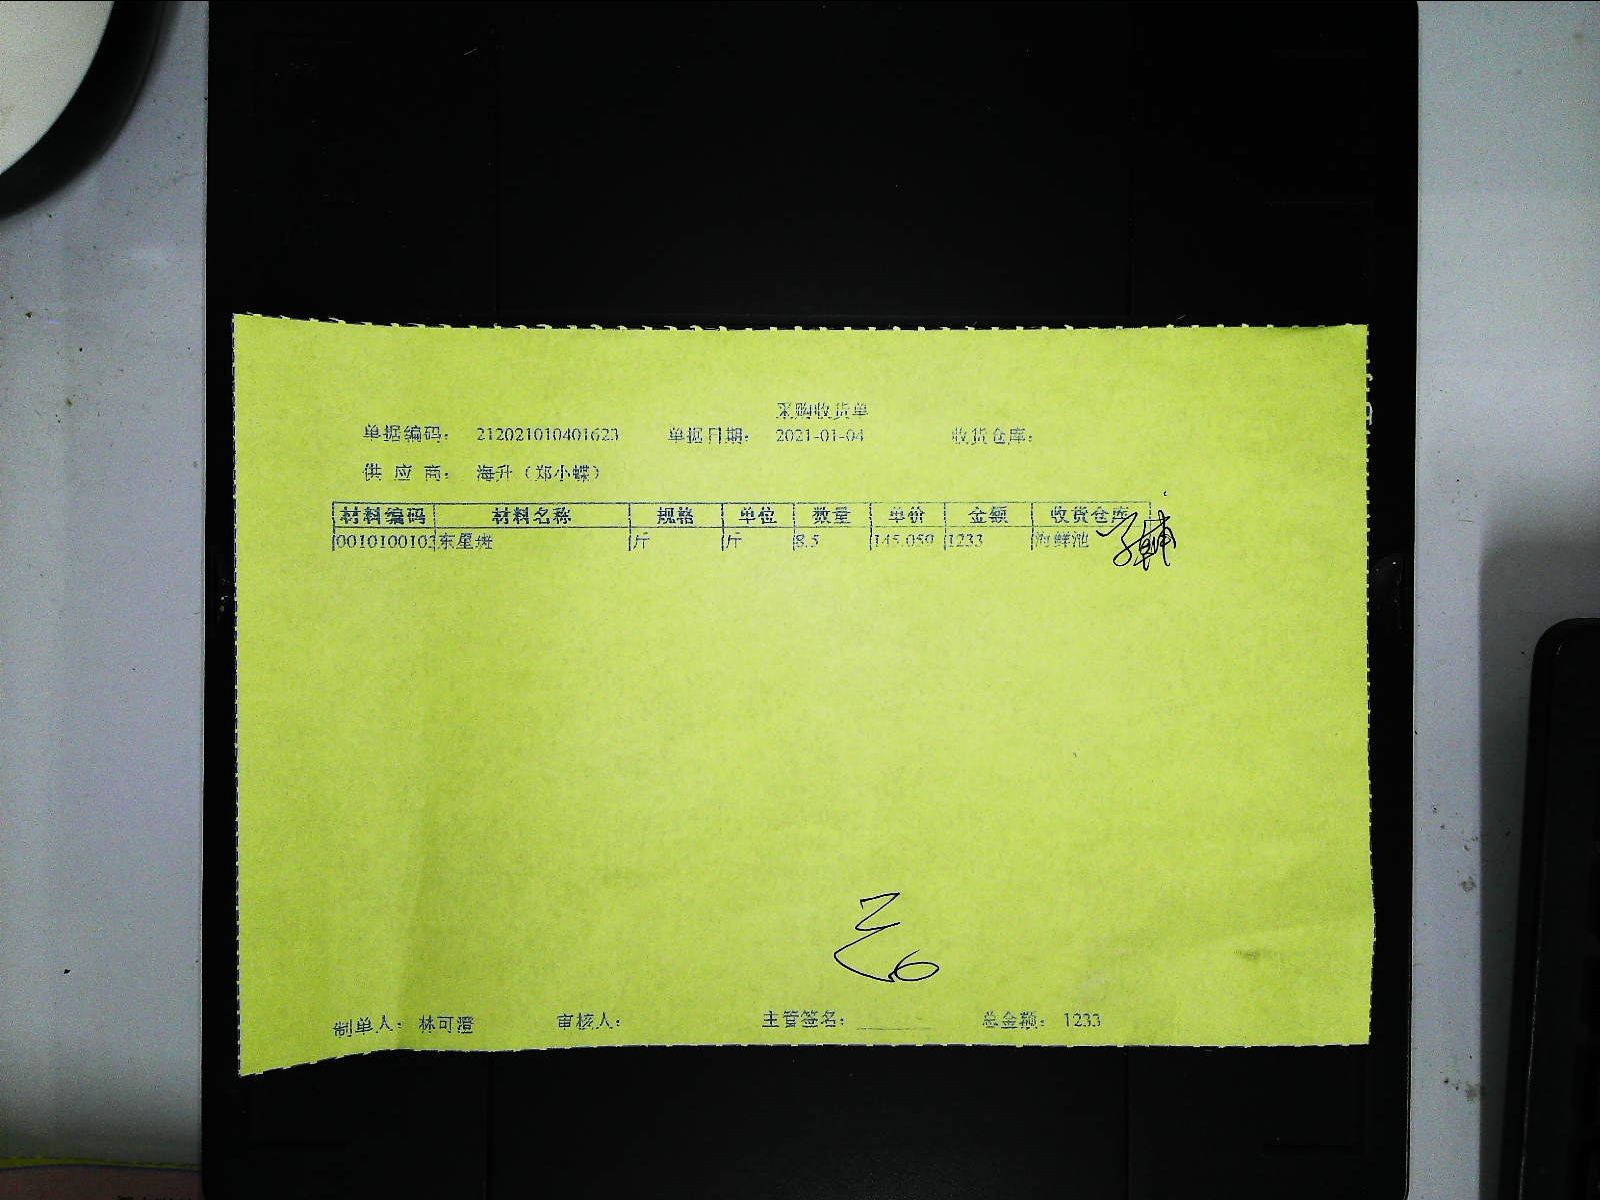 采购收货单
单据编码： 212021010401623 单据日期： 2021-01-04 收货仓库：
供 应 商： 海升（郑小蝶）
材料编码 材料名称 规格 单位 数量 单价 金额 收货仓库
0010100102 东星斑 斤 斤 8.5 145.059 1233 海鲜池
制单人： 林可澄 审核人： 主管签名： 总金额： 1233